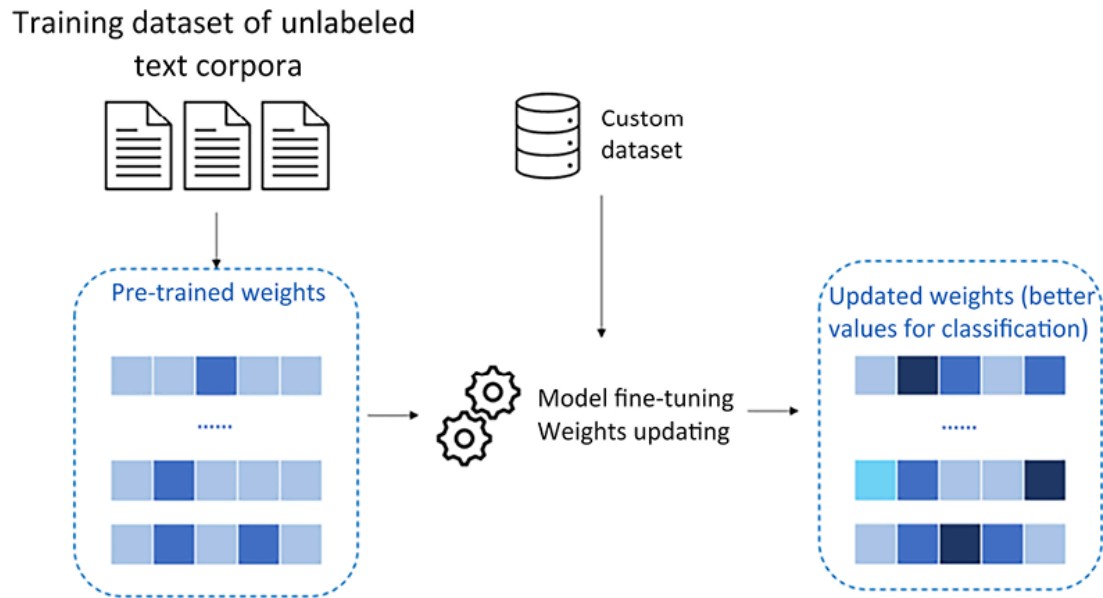 Training dataset of unlabeled
text corpora
Custom
dataset
Pre-trained weights
......
Model fine-tuning
Weights updating
Updated weights (better
values for classification)
......